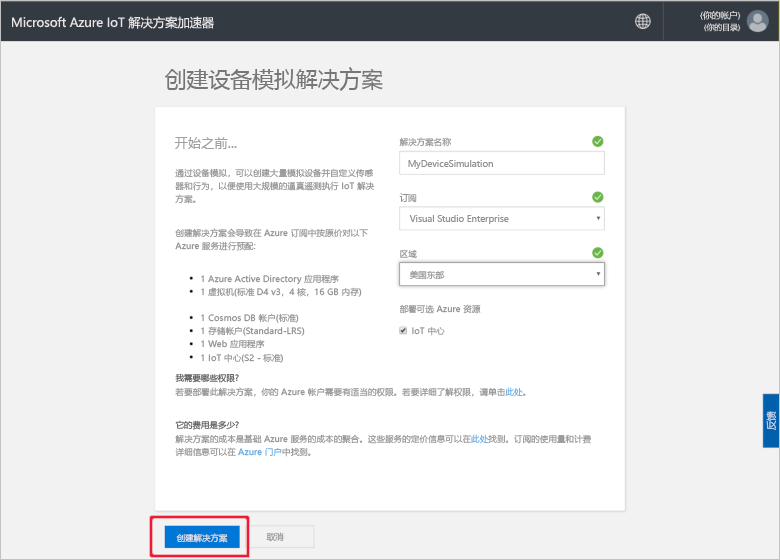 Microsoft Azure IoT 解决方案加速器
(你的帐户)
(你的目录)
创建设备模拟解决方案
开始之前...
通过设备模拟，可以创建大量模拟设备并自定义传感
器和行为，以便使用大规模的逼真遥测执行 IoT 解决
方案。
创建解决方案会导致在 Azure 订阅中按原价对以下
Azure 服务进行预配:
• 1 Azure Active Directory 应用程序
• 1 虚拟机(标准 D4 v3，4 核，16 GB 内存)
• 1 Cosmos DB 帐户(标准)
• 1 存储帐户(Standard-LRS)
• 1 Web 应用程序
• 1 IoT 中心(S2 - 标准)
我需要哪些权限?
若要部署此解决方案，你的 Azure 帐户需要有适当的权限。若要详细了解权限，请单击此处。
它的费用是多少?
解决方案的成本是基础 Azure 服务的成本的聚合。这些服务的定价信息可以在此处找到。订阅的使用量和计费
详细信息可以在 Azure 门户中找到。
解决方案名称
MyDeviceSimulation
订阅
Visual Studio Enterprise
区域
美国东部
部署可选 Azure 资源
IoT 中心
反馈
创建解决方案
取消